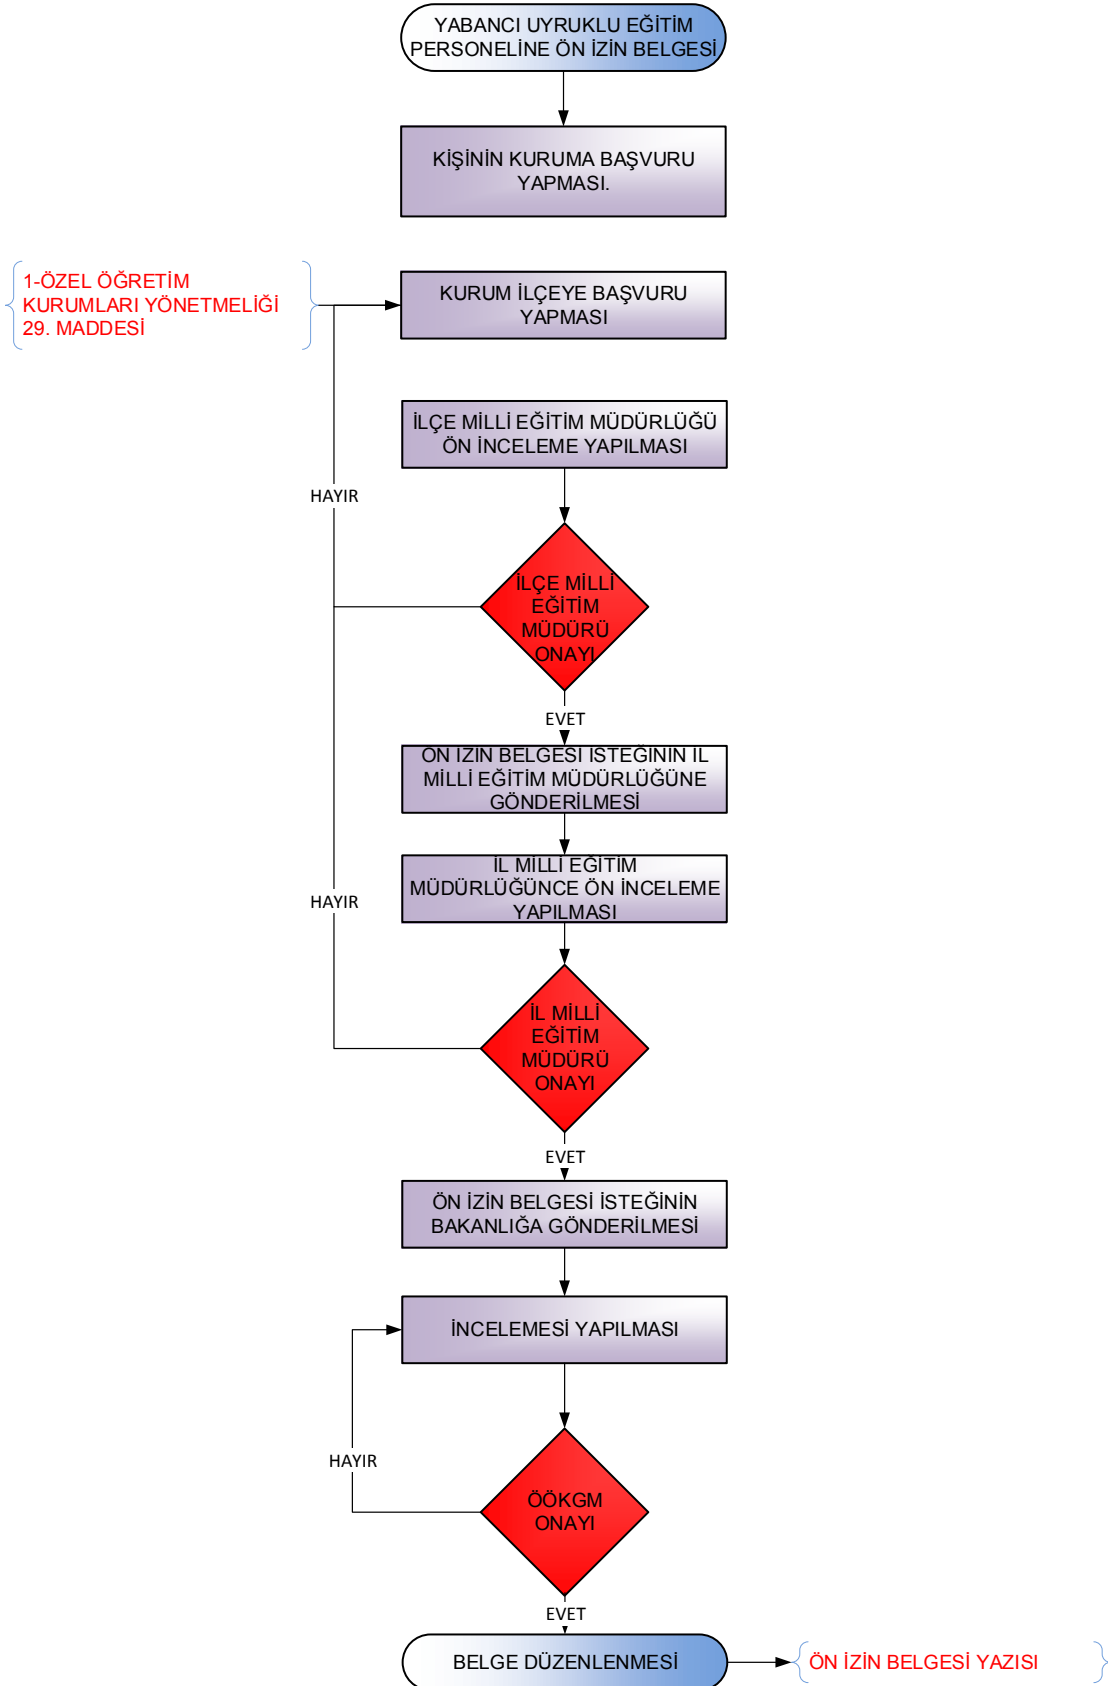 YABANCI UYRUKLU EĞİTİM
PERSONELİNE ÖN İZİN BELGESİ
KİŞİNİN KURUMA BAŞVURU
YAPMASI.
1-ÖZEL ÖĞRETİM
KURUMLARI YÖNETMELİĞİ
29. MADDESİ
KURUM İLÇEYE BAŞVURU
YAPMASI
İLÇE MİLLİ EĞİTİM MÜDÜRLÜĞÜ
ÖN İNCELEME YAPILMASI
HAYIR
İLÇE MİLLİ
EĞİTİM
MÜDÜRÜ
ONAYI
EVET
ÖN İZİN BELGESİ İSTEĞİNİN İL
MİLLİ EĞİTİM MÜDÜRLÜĞÜNE
GÖNDERİLMESİ
İL MİLLİ EĞİTİM
MÜDÜRLÜĞÜNCE ÖN İNCELEME
YAPILMASI
HAYIR
İL MİLLİ
EĞİTİM
MÜDÜRÜ
ONAYI
EVET
ÖN İZİN BELGESİ İSTEĞİNİN
BAKANLIĞA GÖNDERİLMESİ
İNCELEMESİ YAPILMASI
HAYIR
ÖÖKGM
ONAYI
EVET
BELGE DÜZENLENMESİ
ÖN İZİN BELGESİ YAZISI